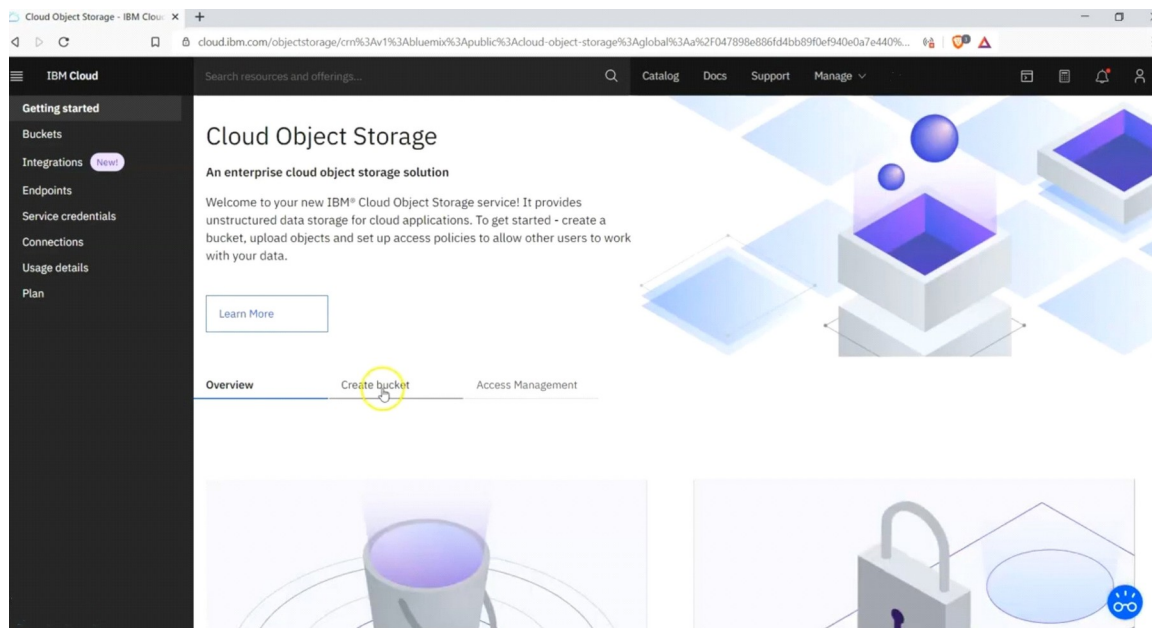 Cloud Object Storage - IBM Clou
cloud.ibm.com/objectstorage/crn%3Av1%3Abluemix%3Apublic%3Acloud-object-storage%3Aglobal%3Aa%2F047898e886fd4bb89f0ef940e0a7e440%...
IBM Cloud
Search resources and offerings...
Catalog
Docs
Support
Manage
Getting started
Buckets
Integrations New!
Endpoints
Service credentials
Connections
Usage details
Plan
Cloud Object Storage
An enterprise cloud object storage solution
Welcome to your new IBM® Cloud Object Storage service! It provides
unstructured data storage for cloud applications. To get started - create a
bucket, upload objects and set up access policies to allow other users to work
with your data.
Learn More
Overview
Create bucket
Access Management